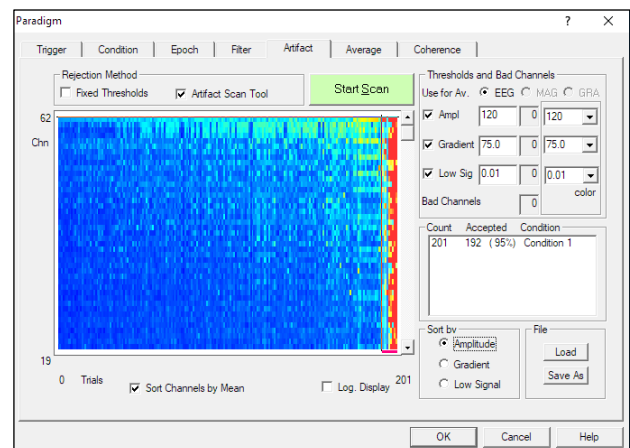 Paradigm
? ×
Trigger Condition Epoch Filter Artifact Average Coherence
Rejection Method
Fixed Thresholds Artifact Scan Tool
Start Scan
62
Chn
19
0 Trials 201
Sort Channels by Mean Log. Display
Thresholds and Bad Channels
Use for Av. EEG MAG GRA
Ampl 120 0 120
Gradient 75.0 0 75.0
Low Sig 0.01 0 0.01
Bad Channels 0 color
Count Accepted Condition
201 192 ( 95%) Condition 1
Sort by
Amplitude
Gradient
Low Signal
File
Load
Save As
OK Cancel Help